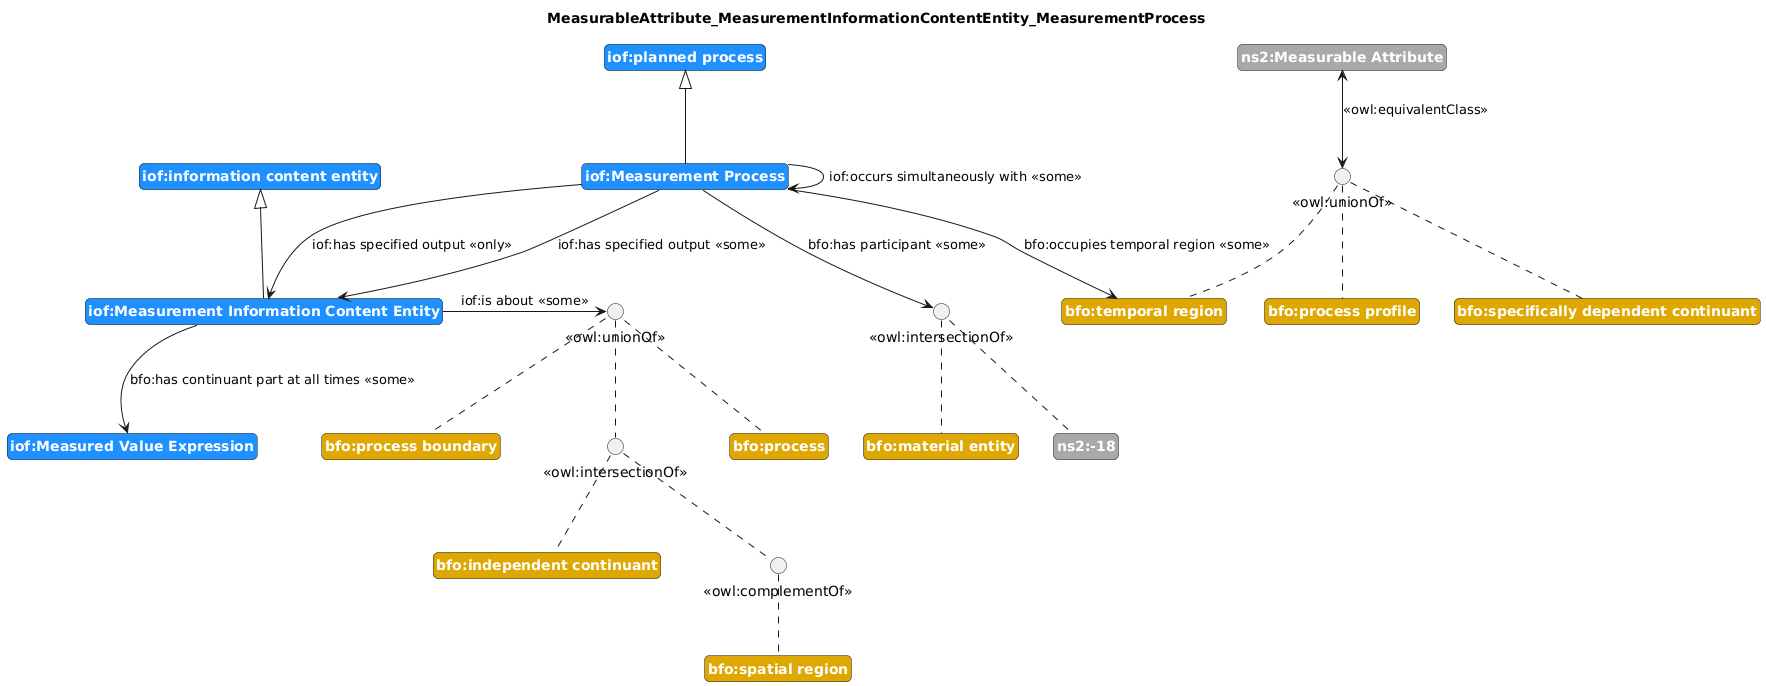 MeasurableAttribute_MeasurementInformationContentEntity_MeasurementProcess
iof:planned process
ns2:Measurable Attribute
«owl:equivalentClass»
iof:information content entity
iof:Measurement Process
iof:occurs simultaneously with «some»
«owl:unionOf»
iof:has specified output «only»
iof:has specified output «some»
bfo:has participant «some»
bfo:occupies temporal region «some»
iof:Measurement Information Content Entity
iof:is about «some»
bfo:temporal region
bfo:process profile
bfo:specifically dependent continuant
«owl:unionOf»
«owl:intersectionOf»
bfo:has continuant part at all times «some»
iof:Measured Value Expression
bfo:process boundary
bfo:process
bfo:material entity
ns2:-18
«owl:intersectionOf»
bfo:independent continuant
«owl:complementOf»
bfo:spatial region